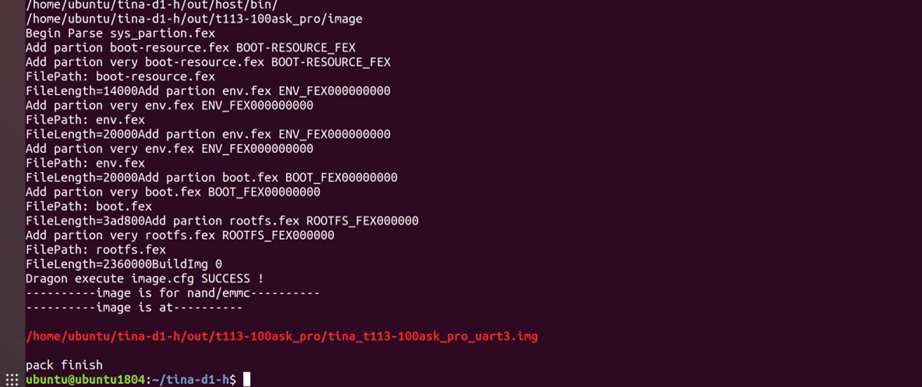 /home/ubuntu/tina-d1-h/out/host/bin/
/home/ubuntu/tina-d1-h/out/t113-100ask_pro/image
Begin Parse sys_partion.fex
Add partion boot-resource.fex BOOT-RESOURCE_FEX
Add partion very boot-resource.fex BOOT-RESOURCE_FEX
FilePath: boot-resource.fex
FileLength=14000Add partion env.fex ENV_FEX000000000
Add partion very env.fex ENV_FEX000000000
FilePath: env.fex
FileLength=20000Add partion env.fex ENV_FEX000000000
Add partion very env.fex ENV_FEX000000000
FilePath: env.fex
FileLength=20000Add partion boot.fex BOOT_FEX00000000
Add partion very boot.fex BOOT_FEX00000000
FilePath: boot.fex
FileLength=3ad800Add partion rootfs.fex ROOTFS_FEX000000
Add partion very rootfs.fex ROOTFS_FEX000000
FilePath: rootfs.fex
FileLength=2360000BuildImg 0
Dragon execute image.cfg SUCCESS !
----------image is for nand/emmc----------
----------image is at----------
/home/ubuntu/tina-d1-h/out/t113-100ask_pro/tina_t113-100ask_pro_uart3.img
pack finish
ubuntu@ubuntu1804:~/tina-d1-h$